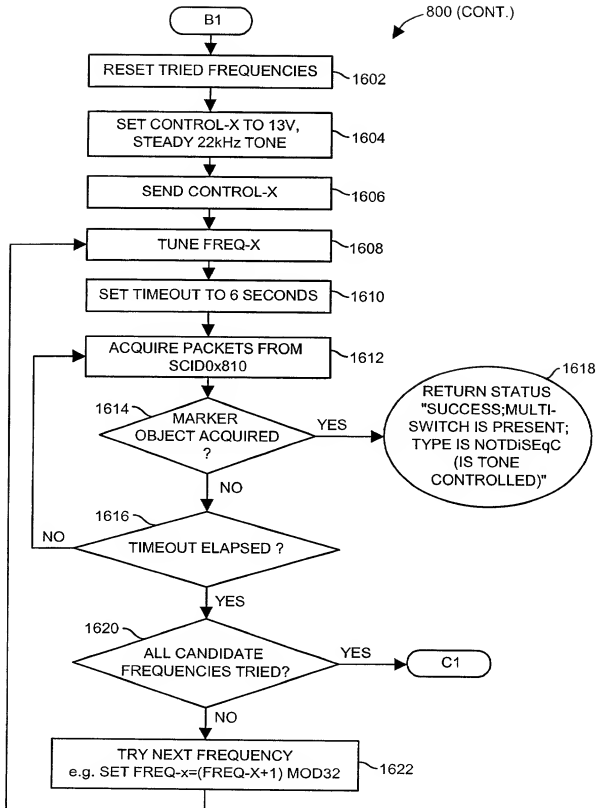 B1
800 (CONT.)
RESET TRIED FREQUENCIES
1602
SET CONTROL-X TO 13V,
STEADY 22kHz TONE
1604
SEND CONTROL-X
1606
TUNE FREQ-X
1608
SET TIMEOUT TO 6 SECONDS
1610
ACQUIRE PACKETS FROM
SCID0x810
1612
1614
MARKER
OBJECT ACQUIRED
?
YES
NO
1618
RETURN STATUS
"SUCCESS;MULTI-
SWITCH IS PRESENT;
TYPE IS NOTDiSEqC
(IS TONE
CONTROLLED)"
1616
TIMEOUT ELAPSED ?
NO
YES
1620
ALL CANDIDATE
FREQUENCIES TRIED?
YES
C1
NO
TRY NEXT FREQUENCY
e.g. SET FREQ-x=(FREQ-X+1) MOD32
1622